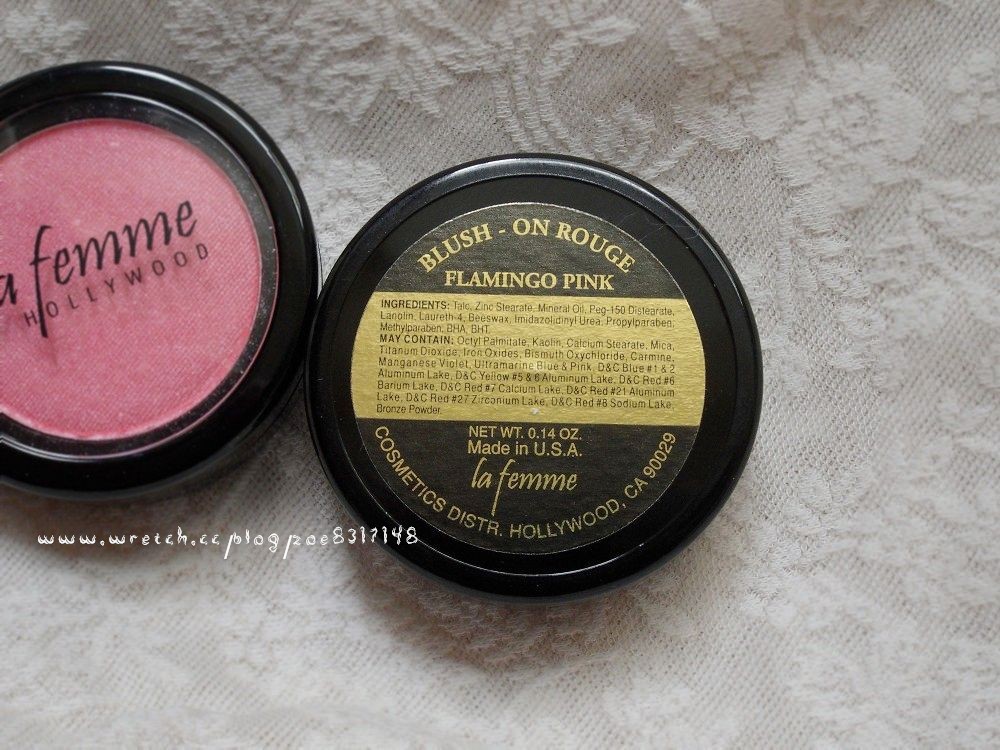 la femme
HOLLYWOOD
BLUSH - ON ROUGE
FLAMINGO PINK
INGREDIENTS: Talc, Zinc Stearate, Mineral Oil, Peg-150 Distearate,
Lanolin, Laureth-4, Beeswax, Imidazolidinyl Urea, Propylparaben,
Methylparaben, BHA, BHT.
MAY CONTAIN: Octyl Palmitate, Kaolin, Calcium Stearate, Mica,
Titanum Dioxide, Iron Oxides, Bismuth Oxychloride, Carmine,
Manganese Violet, Ultramarine Blue & Pink, D&C Blue #1 & 2
Aluminum Lake, D&C Yellow #5 & 6 Aluminum Lake, D&C Red #6
Barium Lake, D&C Red #7 Calcium Lake, D&C Red #21 Aluminum
Lake, D&C Red #27 Zirconium Lake, D&C Red #8 Sodium Lake,
Bronze Powder.
NET WT. 0.14 OZ.
Made in U.S.A.
la femme
COSMETICS DISTR. HOLLYWOOD, CA 90029
www.wretch.cc/blog/zoe8317148